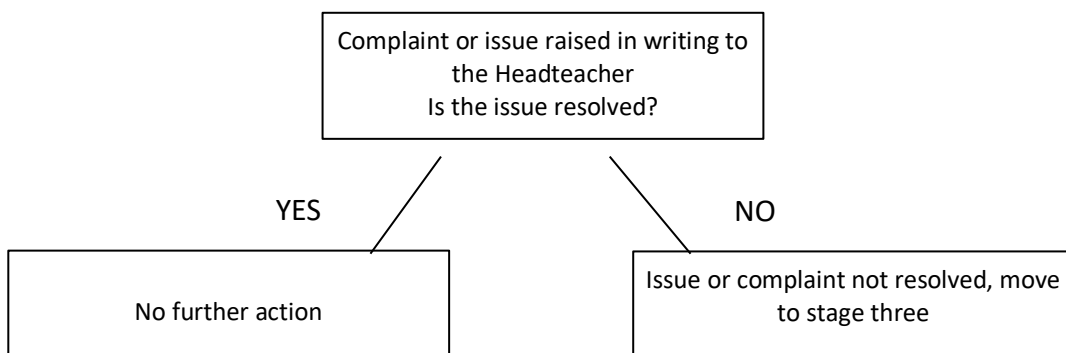 Complaint or issue raised in writing to
the Headteacher
Is the issue resolved?
YES
NO
No further action
Issue or complaint not resolved, move
to stage three